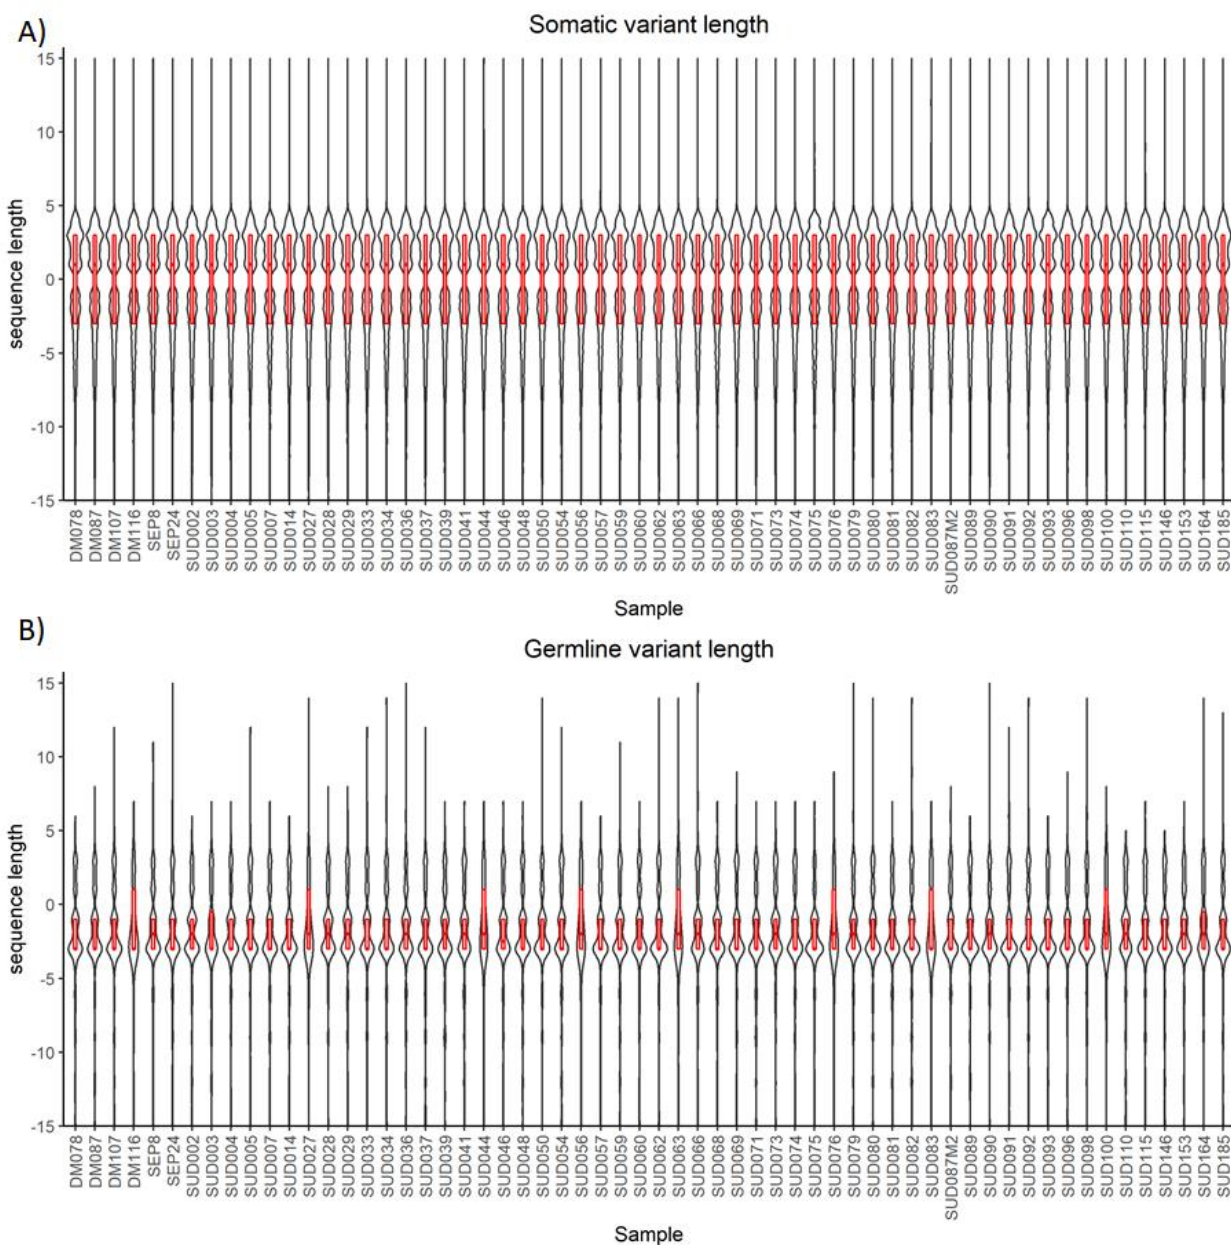 A)
Somatic variant length
sequence length
15
10
5
0
-5
-10
-15
DM078
DM087
DM107
DM116
SEP8
SEP24
SUD002
SUD003
SUD004
SUD005
SUD007
SUD014
SUD027
SUD028
SUD029
SUD033
SUD034
SUD036
SUD037
SUD039
SUD041
SUD044
SUD046
SUD048
SUD050
SUD054
SUD056
SUD057
SUD059
SUD060
SUD062
SUD063
SUD066
SUD068
SUD069
SUD071
SUD073
SUD074
SUD075
SUD076
SUD079
SUD080
SUD081
SUD082
SUD083
SUD087M2
SUD089
SUD090
SUD091
SUD092
SUD093
SUD096
SUD098
SUD100
SUD110
SUD115
SUD146
SUD153
SUD164
SUD185
Sample
B)
Germline variant length
sequence length
15
10
5
0
-5
-10
-15
DM078
DM087
DM107
DM116
SEP8
SEP24
SUD002
SUD003
SUD004
SUD005
SUD007
SUD014
SUD027
SUD028
SUD029
SUD033
SUD034
SUD036
SUD037
SUD039
SUD041
SUD044
SUD046
SUD048
SUD050
SUD054
SUD056
SUD057
SUD059
SUD060
SUD062
SUD063
SUD066
SUD068
SUD069
SUD071
SUD073
SUD074
SUD075
SUD076
SUD079
SUD080
SUD081
SUD082
SUD083
SUD087M2
SUD089
SUD090
SUD091
SUD092
SUD093
SUD096
SUD098
SUD100
SUD110
SUD115
SUD146
SUD153
SUD164
SUD185
Sample